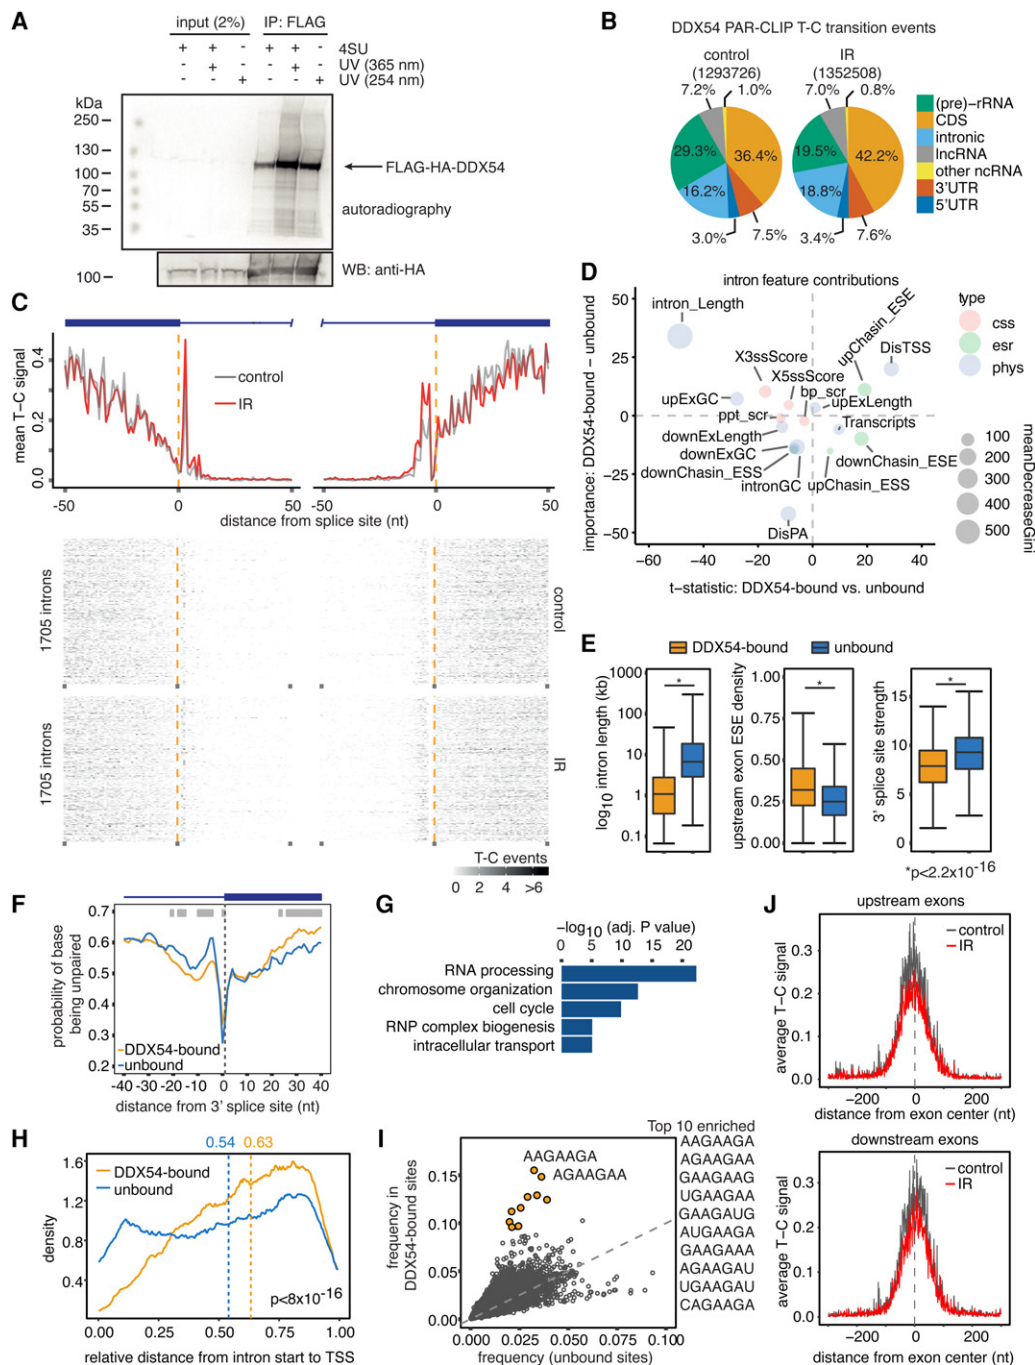 A
input (2%) IP: FLAG
+ + - + + - 4SU
- + - - + - UV (365 nm)
- - + - - + UV (254 nm)
kDa
250
130
100
70
55
35
FLAG-HA-DDX54
autoradiography
100
WB: anti-HA
B
DDX54 PAR-CLIP T-C transition events
control
(1293726)
7.2%
1.0%
29.3%
36.4%
16.2%
3.0%
7.5%
IR
(1352508)
7.0%
0.8%
19.5%
42.2%
18.8%
3.4%
7.6%
(pre)-rRNA
CDS
intronic
lncRNA
other ncRNA
3'UTR
5'UTR
C
mean T-C signal
0.4
0.2
0.0
control
IR
-50 0 50 -50 0 50
distance from splice site (nt)
1705 introns
control
1705 introns
IR
T-C events
0 2 4 >6
D
intron feature contributions
importance: DDX54-bound − unbound
50
25
0
−25
−50
intron_Length
upChasin_ESE
DisTSS
X3ssScore
X5ssScore
bp_scr
upExGC
upExLength
ppt_scr
Transcripts
downExLength
downExGC
downChasin_ESE
downChasin_ESS
intronGC
upChasin_ESS
DisPA
−60 −40 −20 0 20 40
t−statistic: DDX54-bound vs. unbound
type
css
esr
phys
meanDecreaseGini
100
200
300
400
500
E
DDX54-bound
unbound
log10 intron length (kb)
1000
100
10
1
0.1
*
upstream exon ESE density
1.00
0.75
0.50
0.25
0.00
*
3' splice site strength
15
10
5
0
*
*p<2.2x10-16
F
probability of base
being unpaired
0.7
0.6
0.5
0.4
0.3
0.2
DDX54-bound
unbound
-40 -30 -20 -10 0 10 20 30 40
distance from 3' splice site (nt)
G
−log10 (adj. P value)
0 5 10 15 20
RNA processing
chromosome organization
cell cycle
RNP complex biogenesis
intracellular transport
H
0.54 0.63
density
1.6
1.2
0.8
0.4
DDX54-bound
unbound
p<8x10-16
0.00 0.25 0.50 0.75 1.00
relative distance from intron start to TSS
I
frequency in
DDX54-bound sites
0.15
0.10
0.05
0.00
AAGAAGA
AGAAGAA
0.000 0.025 0.050 0.075 0.100
frequency (unbound sites)
Top 10 enriched
AAGAAGA
AGAAGAA
GAAGAAG
UGAAGAA
GAAGAUG
AUGAAGA
GAAGAAA
AGAAGAU
UGAAGAU
CAGAAGA
J
upstream exons
average T−C signal
0.3
0.2
0.1
0.0
control
IR
−200 0 200
distance from exon center (nt)
downstream exons
average T−C signal
0.3
0.2
0.1
0.0
control
IR
−200 0 200
distance from exon center (nt)